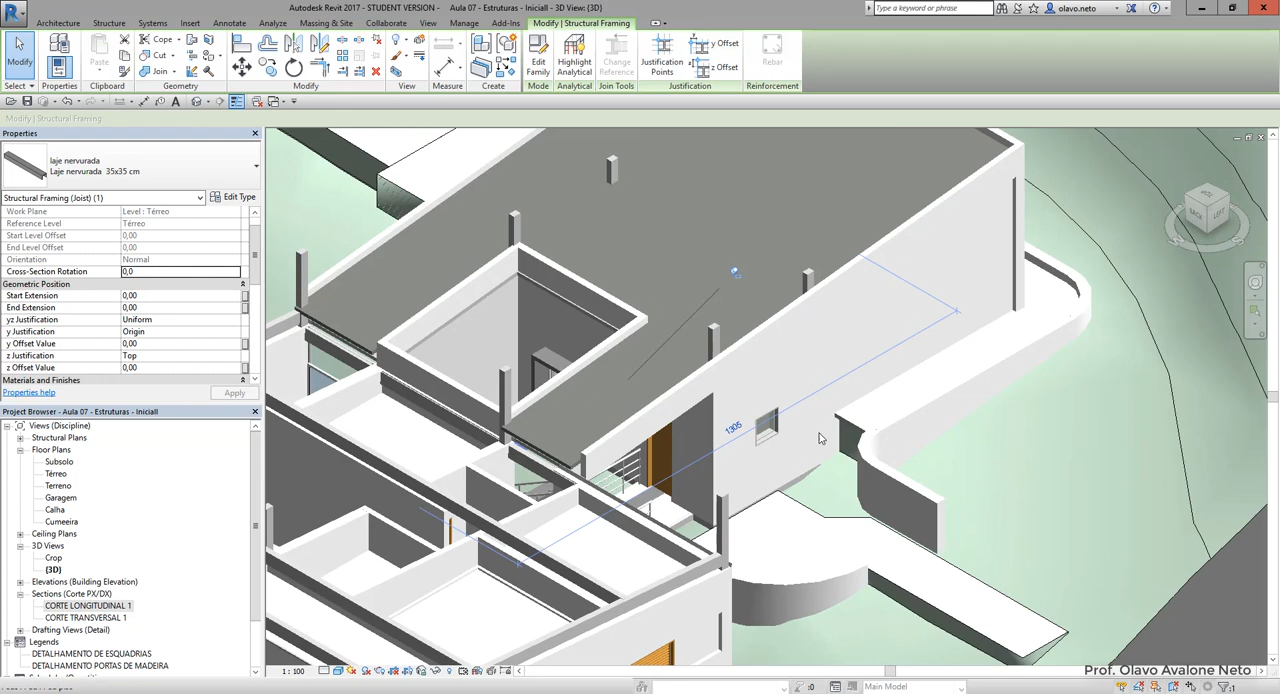 Autodesk Revit 2017 - STUDENT VERSION - Aula 07 - Estruturas - Iniciall - 3D View: {3D}
Type a keyword or phrase
olavo.neto
Architecture Structure Systems Insert Annotate Analyze Massing & Site Collaborate View Manage Add-Ins Modify | Structural Framing
Modify
Paste
Cope
Cut
Join
Edit Family
Highlight Analytical
Change Reference
Justification Points
y Offset
z Offset
Rebar
Select Properties Clipboard Geometry Modify View Measure Create Mode Analytical Join Tools Justification Reinforcement
Modify | Structural Framing
Properties
laje nervurada
Laje nervurada 35x35 cm
Structural Framing (Joist) (1)
Edit Type
Work Plane Level : Térreo
Reference Level Térreo
Start Level Offset 0,00
End Level Offset 0,00
Orientation Normal
Cross-Section Rotation 0,0
Geometric Position
Start Extension 0,00
End Extension 0,00
yz Justification Uniform
y Justification Origin
y Offset Value 0,00
z Justification Top
z Offset Value 0,00
Materials and Finishes
Properties help
Apply
Project Browser - Aula 07 - Estruturas - Iniciall
Views (Discipline)
Structural Plans
Floor Plans
Subsolo
Térreo
Terreno
Garagem
Calha
Cumeeira
Ceiling Plans
3D Views
Crop
{3D}
Elevations (Building Elevation)
Sections (Corte PX/DX)
CORTE LONGITUDINAL 1
CORTE TRANSVERSAL 1
Drafting Views (Detail)
Legends
DETALHAMENTO DE ESQUADRIAS
DETALHAMENTO PORTAS DE MADEIRA
1305
LEFT
1 : 100
Prof. Olavo Avalone Neto
:0
Main Model
:1